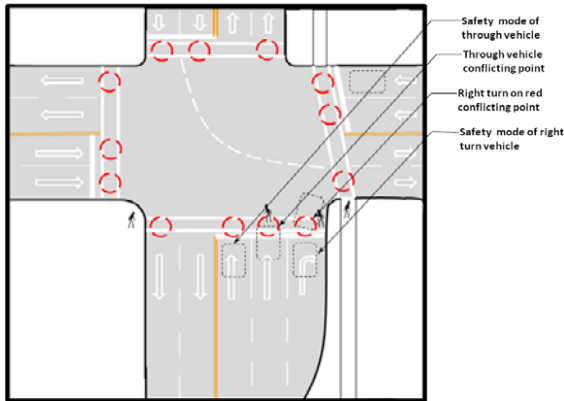 Safety mode of
through vehicle
Through vehicle
conflicting point
Right turn on red
conflicting point
Safety mode of right
turn vehicle